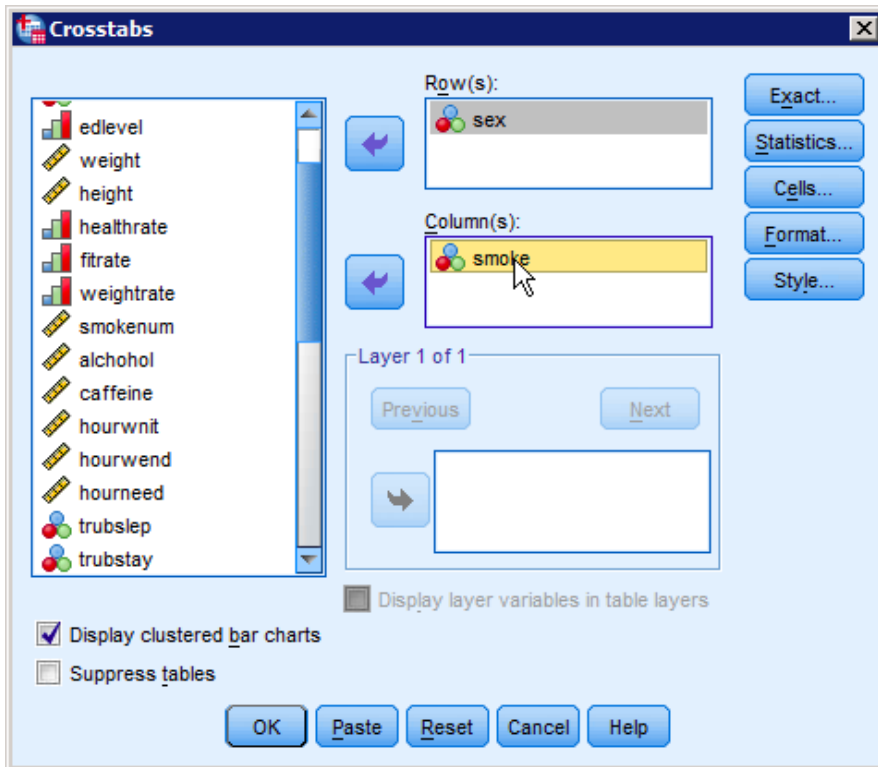 Crosstabs
edlevel
weight
height
healthrate
fitrate
weightrate
smokenum
alchohol
caffeine
hourwnit
hourwend
hourneed
trubslep
trubstay
Row(s):
sex
Column(s):
smoke
Layer 1 of 1
Previous
Next
Display layer variables in table layers
Exact...
Statistics...
Cells...
Format...
Style...
Display clustered bar charts
Suppress tables
OK
Paste
Reset
Cancel
Help